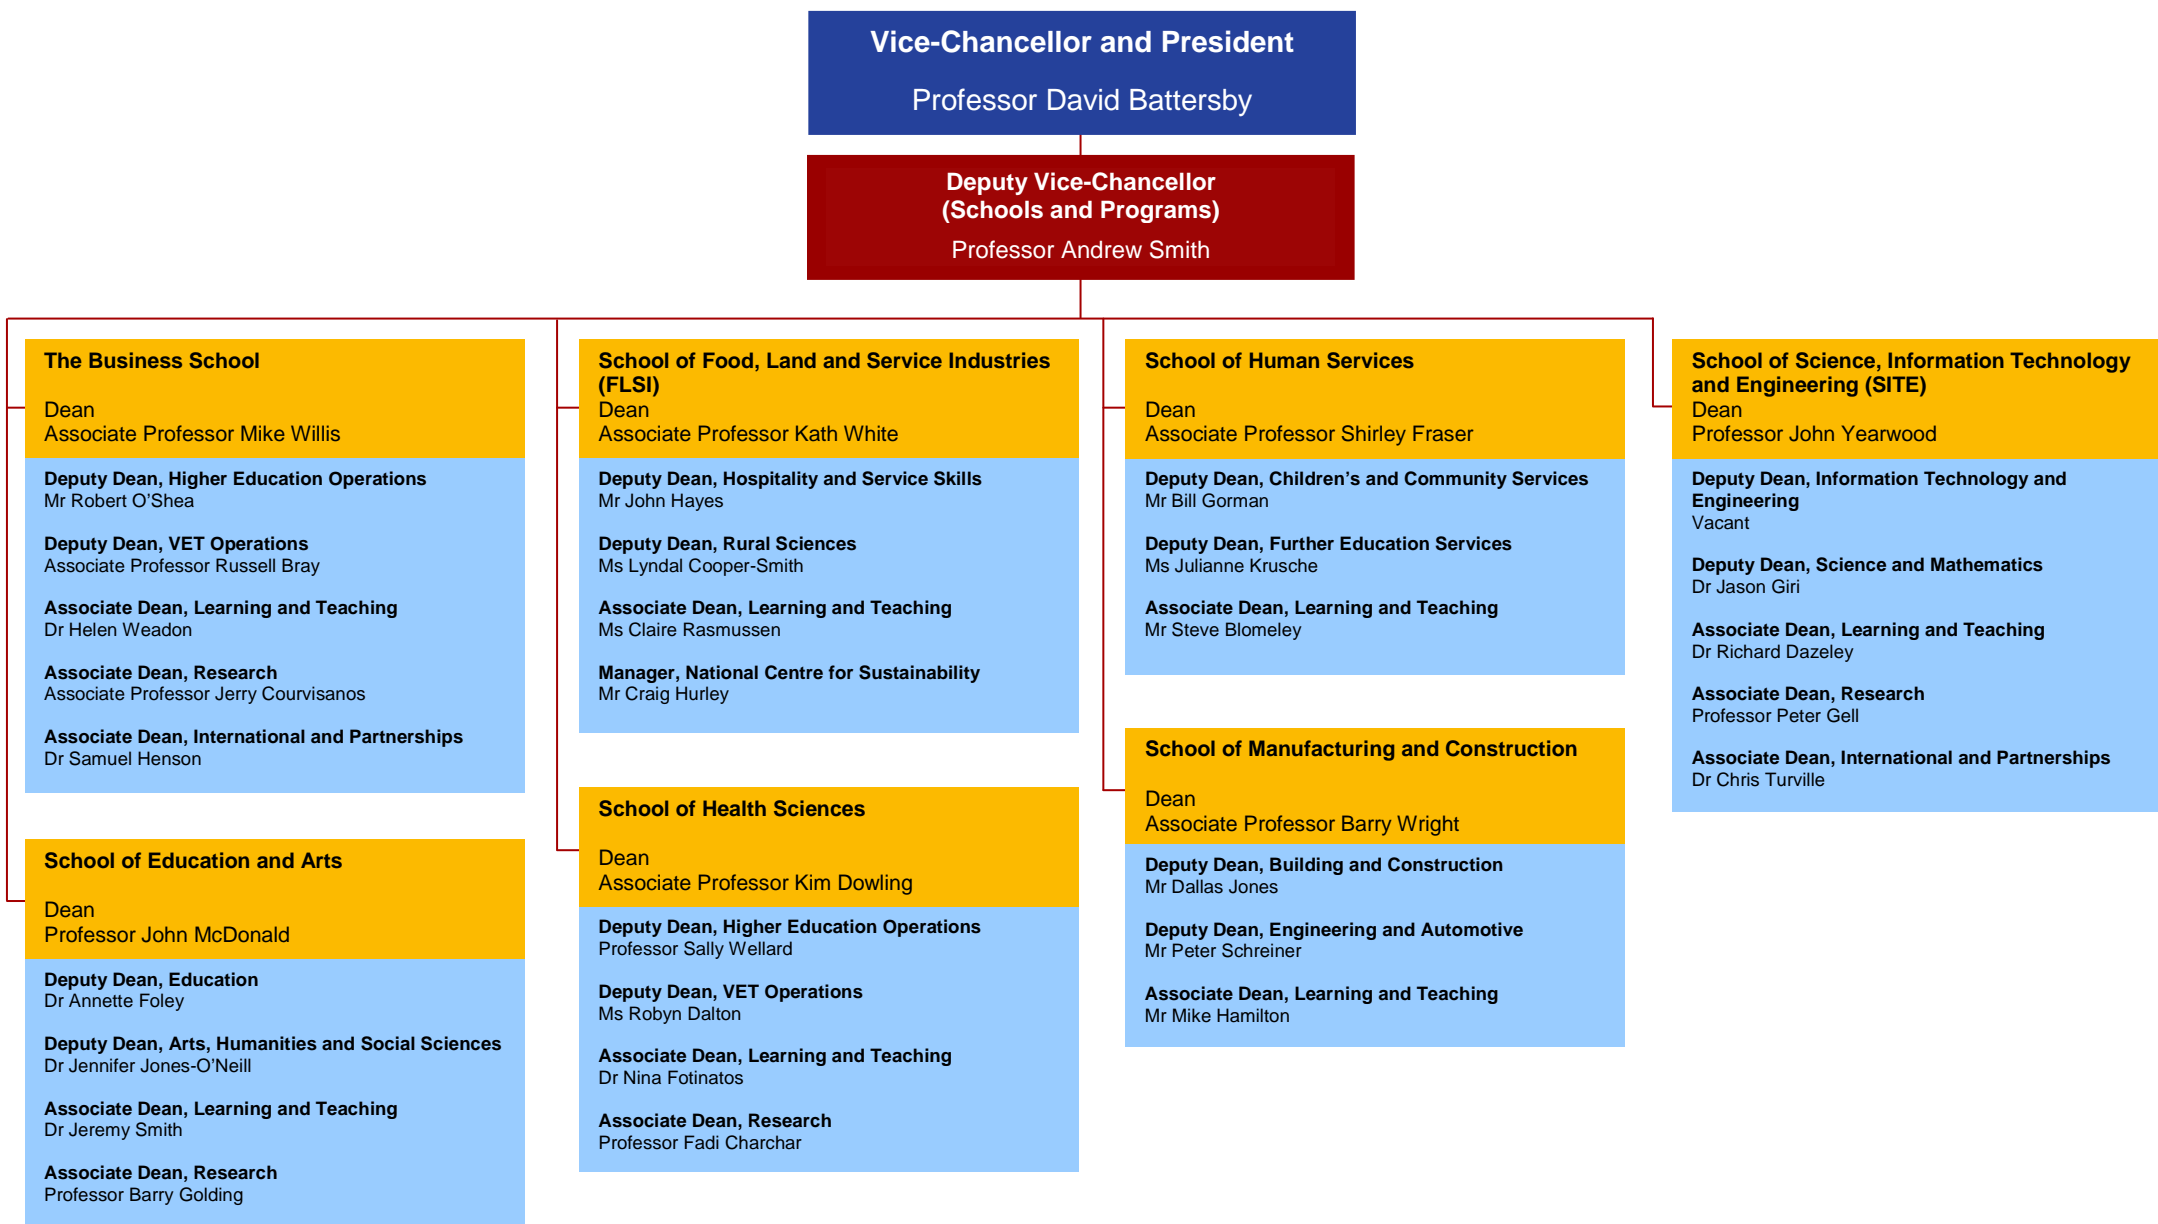 Vice-Chancellor and President
Professor David Battersby
Deputy Vice-Chancellor
(Schools and Programs)
Professor Andrew Smith
The Business School
Dean
Associate Professor Mike Willis
Deputy Dean, Higher Education Operations
Mr Robert O’Shea
Deputy Dean, VET Operations
Associate Professor Russell Bray
Associate Dean, Learning and Teaching
Dr Helen Weadon
Associate Dean, Research
Associate Professor Jerry Courvisanos
Associate Dean, International and Partnerships
Dr Samuel Henson
School of Education and Arts
Dean
Professor John McDonald
Deputy Dean, Education
Dr Annette Foley
Deputy Dean, Arts, Humanities and Social Sciences
Dr Jennifer Jones-O’Neill
Associate Dean, Learning and Teaching
Dr Jeremy Smith
Associate Dean, Research
Professor Barry Golding
School of Food, Land and Service Industries
(FLSI)
Dean
Associate Professor Kath White
Deputy Dean, Hospitality and Service Skills
Mr John Hayes
Deputy Dean, Rural Sciences
Ms Lyndal Cooper-Smith
Associate Dean, Learning and Teaching
Ms Claire Rasmussen
Manager, National Centre for Sustainability
Mr Craig Hurley
School of Health Sciences
Dean
Associate Professor Kim Dowling
Deputy Dean, Higher Education Operations
Professor Sally Wellard
Deputy Dean, VET Operations
Ms Robyn Dalton
Associate Dean, Learning and Teaching
Dr Nina Fotinatos
Associate Dean, Research
Professor Fadi Charchar
School of Human Services
Dean
Associate Professor Shirley Fraser
Deputy Dean, Children’s and Community Services
Mr Bill Gorman
Deputy Dean, Further Education Services
Ms Julianne Krusche
Associate Dean, Learning and Teaching
Mr Steve Blomeley
School of Manufacturing and Construction
Dean
Associate Professor Barry Wright
Deputy Dean, Building and Construction
Mr Dallas Jones
Deputy Dean, Engineering and Automotive
Mr Peter Schreiner
Associate Dean, Learning and Teaching
Mr Mike Hamilton
School of Science, Information Technology
and Engineering (SITE)
Dean
Professor John Yearwood
Deputy Dean, Information Technology and
Engineering
Vacant
Deputy Dean, Science and Mathematics
Dr Jason Giri
Associate Dean, Learning and Teaching
Dr Richard Dazeley
Associate Dean, Research
Professor Peter Gell
Associate Dean, International and Partnerships
Dr Chris Turville